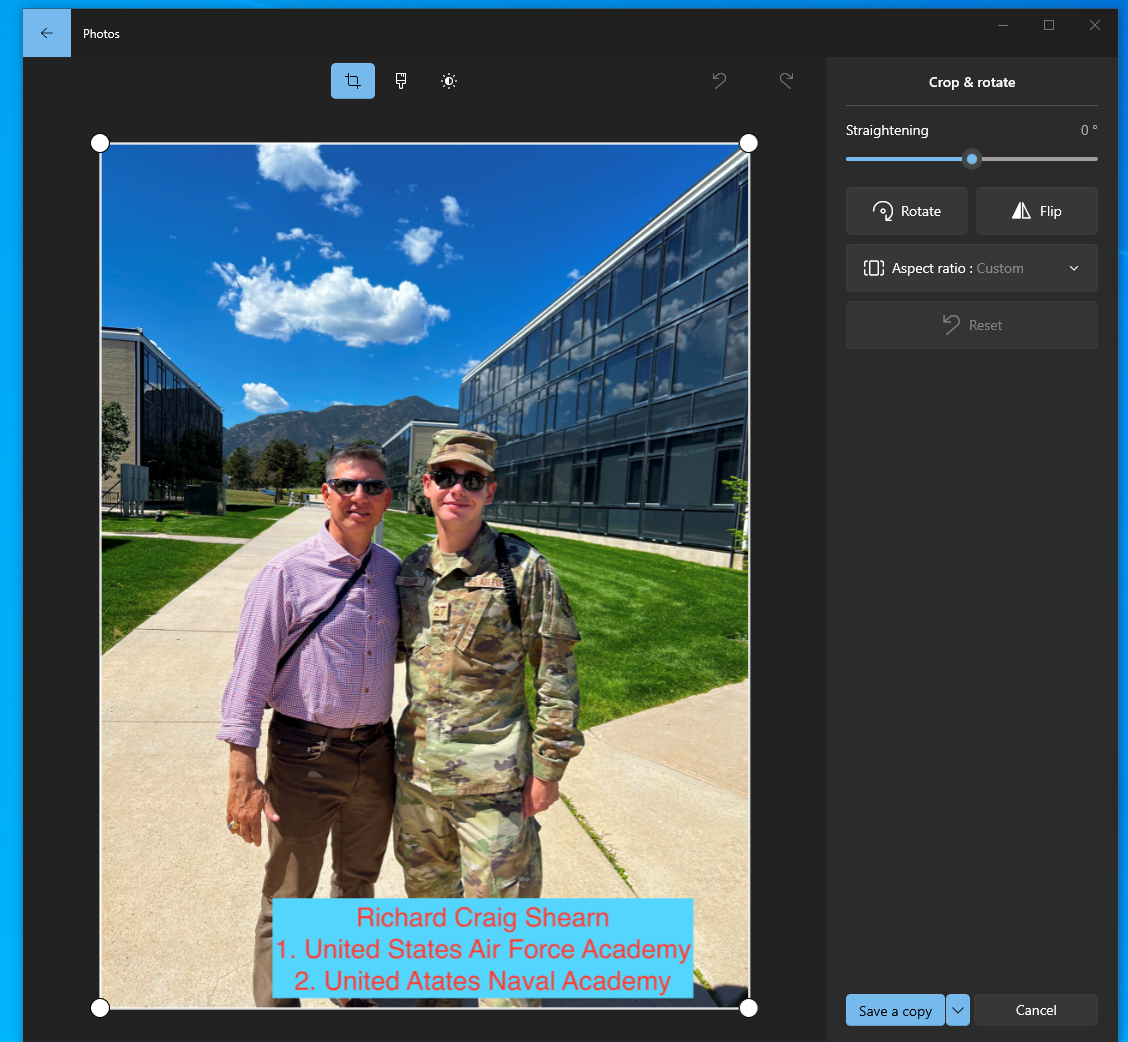 Photos
Crop & rotate
Straightening 0 °
Rotate Flip
Aspect ratio : Custom
Reset
27
Richard Craig Shearn
1. United States Air Force Academy
2. United Atates Naval Academy
Save a copy Cancel